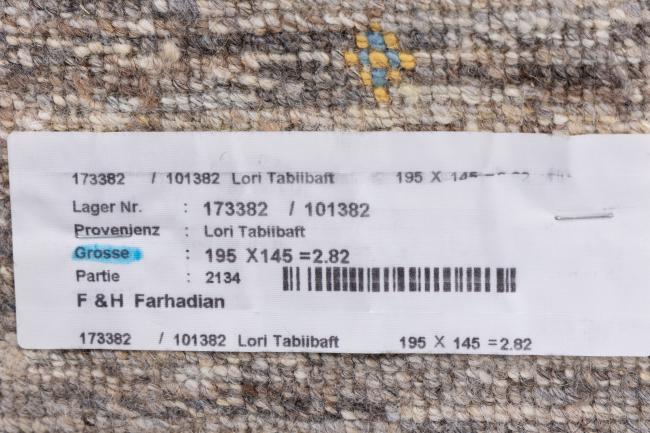 173382 / 101382 Lori Tabiibaft 195 X 145
Lager Nr. : 173382 / 101382
Provenjenz : Lori Tabiibaft
Grösse : 195 X145 =2.82
Partie : 2134
F & H Farhadian
173382 / 101382 Lori Tabiibaft 195 X 145 =2.82